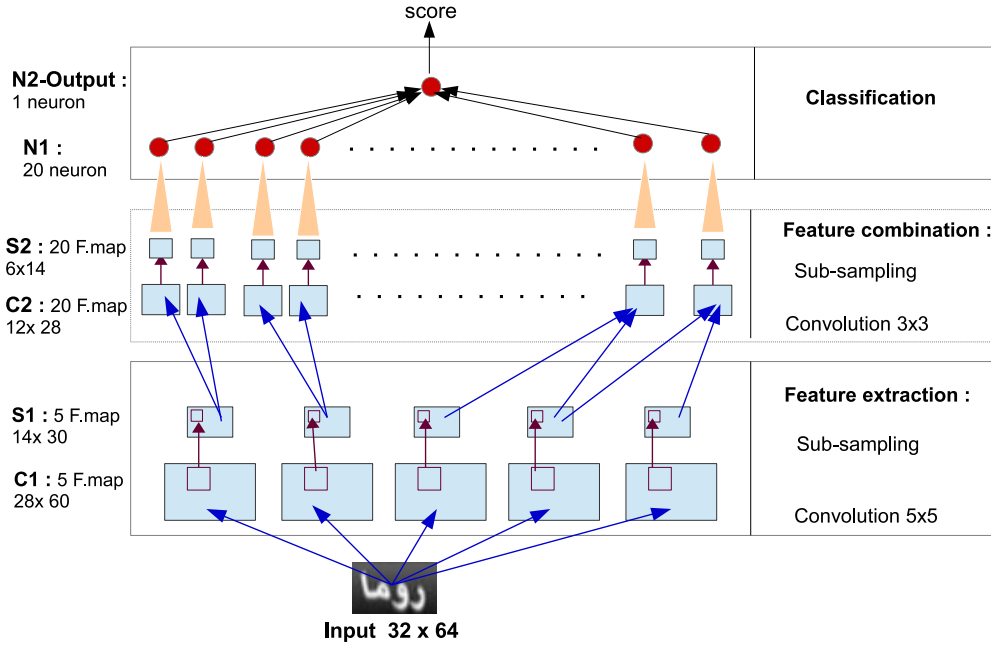 score
N2-Output :
1 neuron
Classification
N1 :
20 neuron
S2 : 20 F.map
6x14
Feature combination :
Sub-sampling
C2 : 20 F.map
12x 28
Convolution 3x3
S1 : 5 F.map
14x 30
Feature extraction :
Sub-sampling
C1 : 5 F.map
28x 60
Convolution 5x5
روما
Input 32 x 64